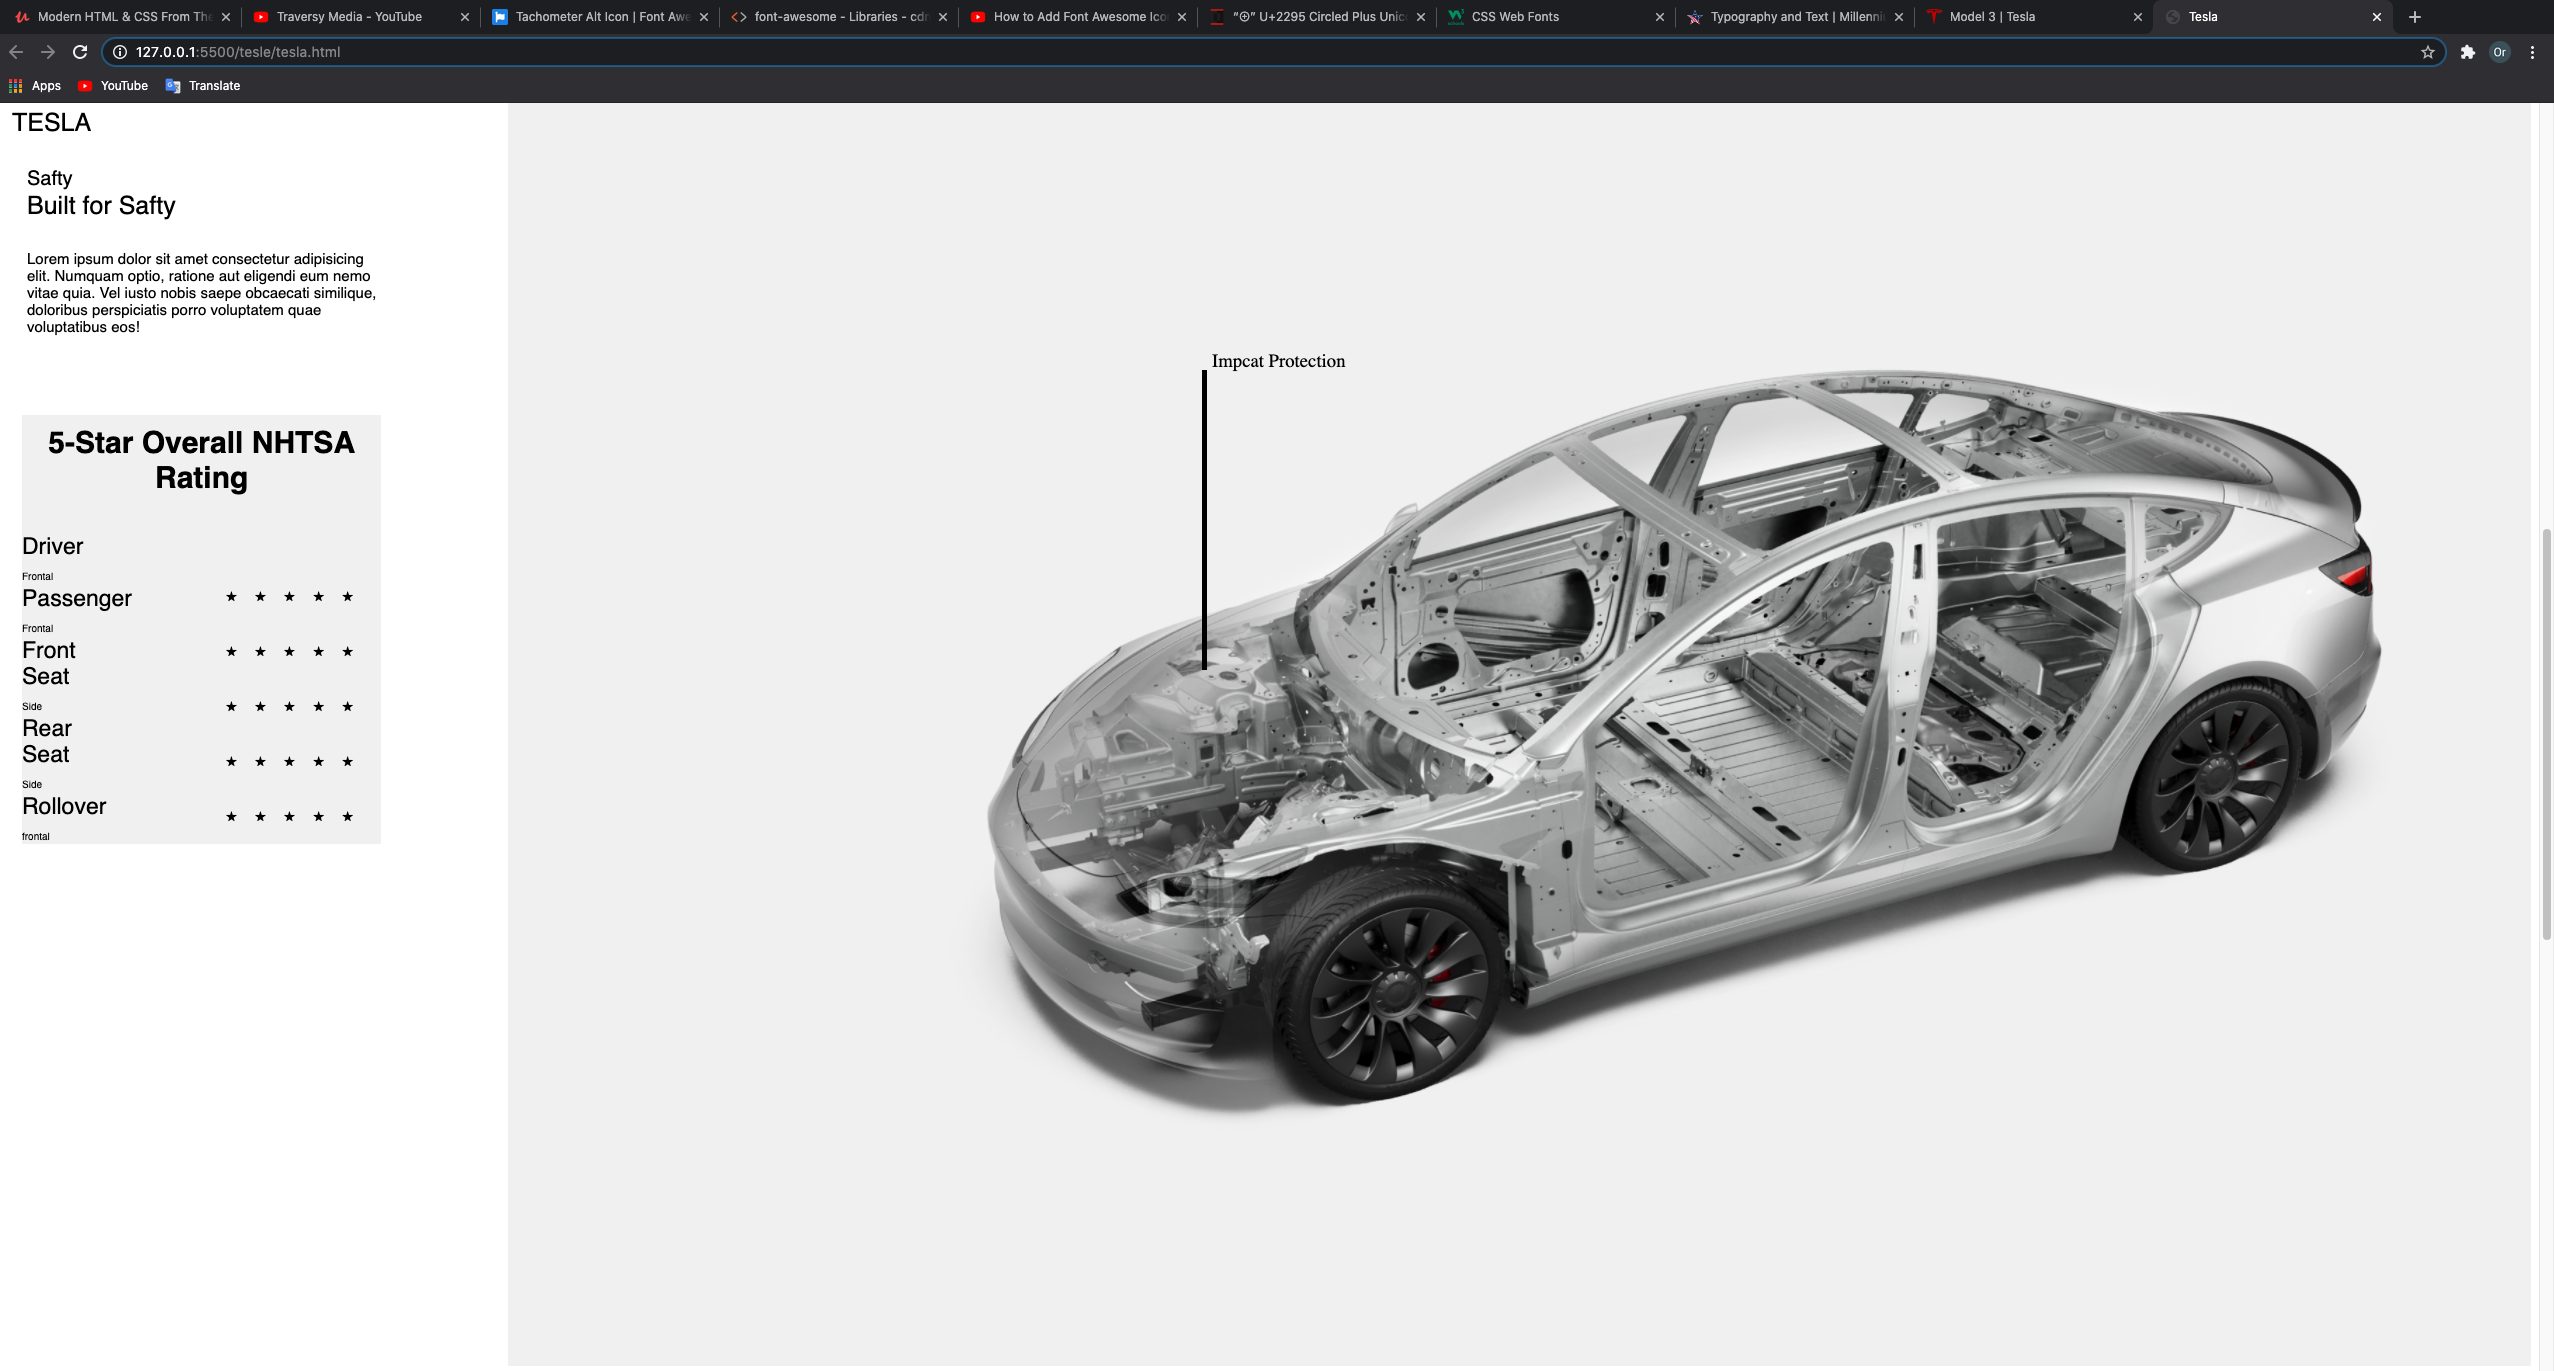 Modern HTML & CSS From The
Traversy Media - YouTube
Tachometer Alt Icon | Font Awe
font-awesome - Libraries - cdn
How to Add Font Awesome Ico
"⊕" U+2295 Circled Plus Unic
CSS Web Fonts
Typography and Text | Millenni
Model 3 | Tesla
Tesla
127.0.0.1:5500/tesle/tesla.html
Or
Apps
YouTube
Translate
TESLA
Safty
Built for Safty
Lorem ipsum dolor sit amet consectetur adipisicing
elit. Numquam optio, ratione aut eligendi eum nemo
vitae quia. Vel iusto nobis saepe obcaecati similique,
doloribus perspiciatis porro voluptatem quae
voluptatibus eos!
5-Star Overall NHTSA
Rating
Driver
Frontal
Passenger ★ ★ ★ ★ ★
Frontal
Front ★ ★ ★ ★ ★
Seat
Side ★ ★ ★ ★ ★
Rear
Seat ★ ★ ★ ★ ★
Side
Rollover ★ ★ ★ ★ ★
frontal
Impcat Protection